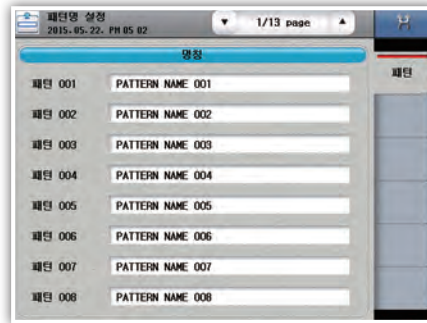 패턴명 설정
2015.05.22. PM 05 02
▼ 1/13 page ▲
명칭
패턴
패턴 001 PATTERN NAME 001
패턴 002 PATTERN NAME 002
패턴 003 PATTERN NAME 003
패턴 004 PATTERN NAME 004
패턴 005 PATTERN NAME 005
패턴 006 PATTERN NAME 006
패턴 007 PATTERN NAME 007
패턴 008 PATTERN NAME 008